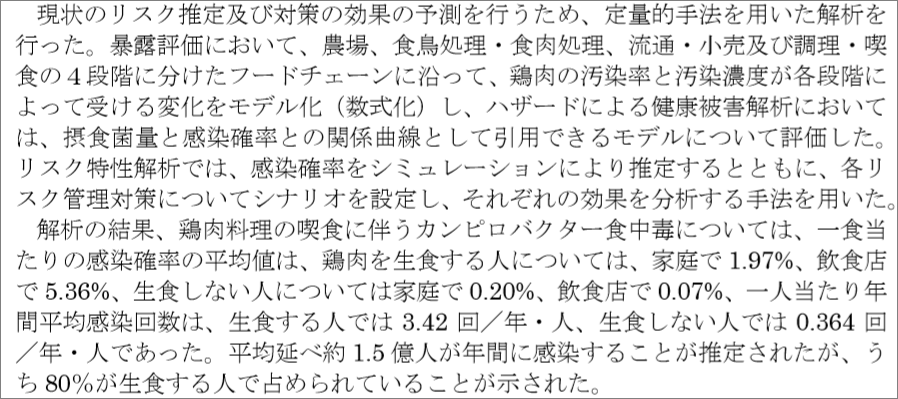 現状のリスク推定及び対策の効果の予測を行うため、定量的手法を用いた解析を
行った。暴露評価において、農場、食鳥処理・食肉処理、流通・小売及び調理・喫
食の４段階に分けたフードチェーンに沿って、鶏肉の汚染率と汚染濃度が各段階に
よって受ける変化をモデル化（数式化）し、ハザードによる健康被害解析において
は、摂食菌量と感染確率との関係曲線として引用できるモデルについて評価した。
リスク特性解析では、感染確率をシミュレーションにより推定するとともに、各リ
スク管理対策についてシナリオを設定し、それぞれの効果を分析する手法を用いた。
解析の結果、鶏肉料理の喫食に伴うカンピロバクター食中毒については、一食当
たりの感染確率の平均値は、鶏肉を生食する人については、家庭で 1.97%、飲食店
で 5.36%、生食しない人については家庭で 0.20%、飲食店で 0.07%、一人当たり年
間平均感染回数は、生食する人では 3.42 回／年・人、生食しない人では 0.364 回
／年・人であった。平均延べ約 1.5 億人が年間に感染することが推定されたが、う
ち 80％が生食する人で占められていることが示された。